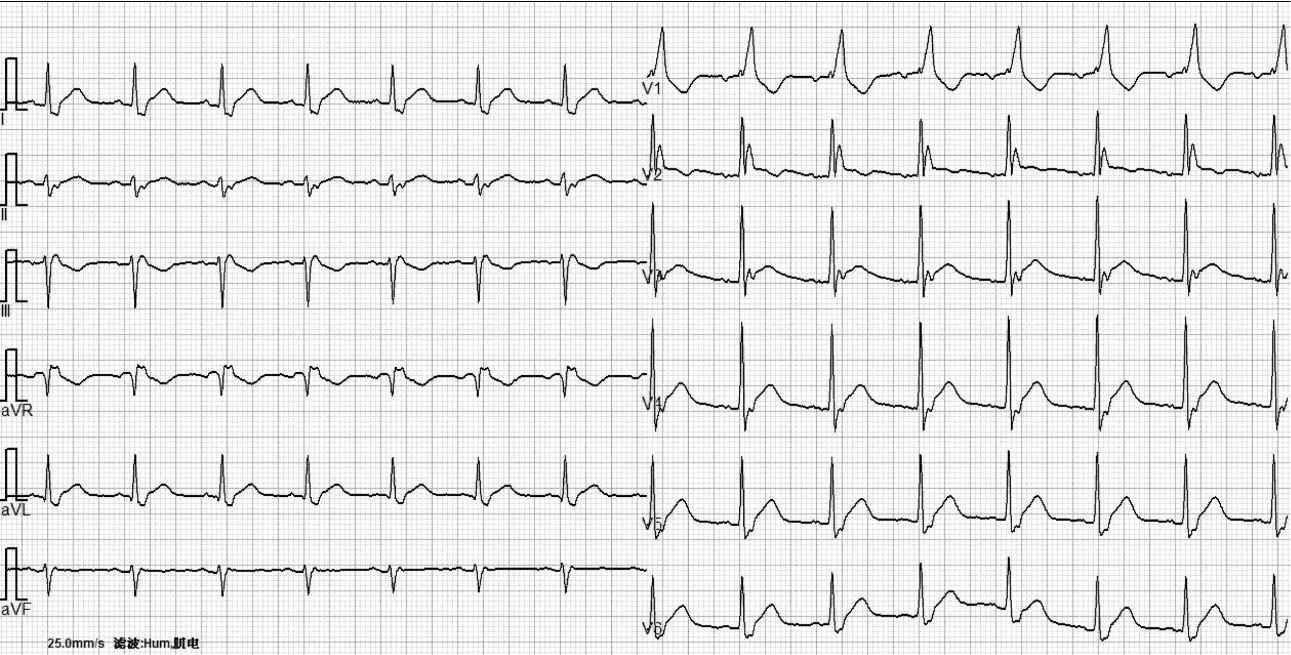 I
II
III
aVR
aVL
aVF
V1
V2
V3
V4
V5
V6
25.0mm/s 滤波:Hum,肌电